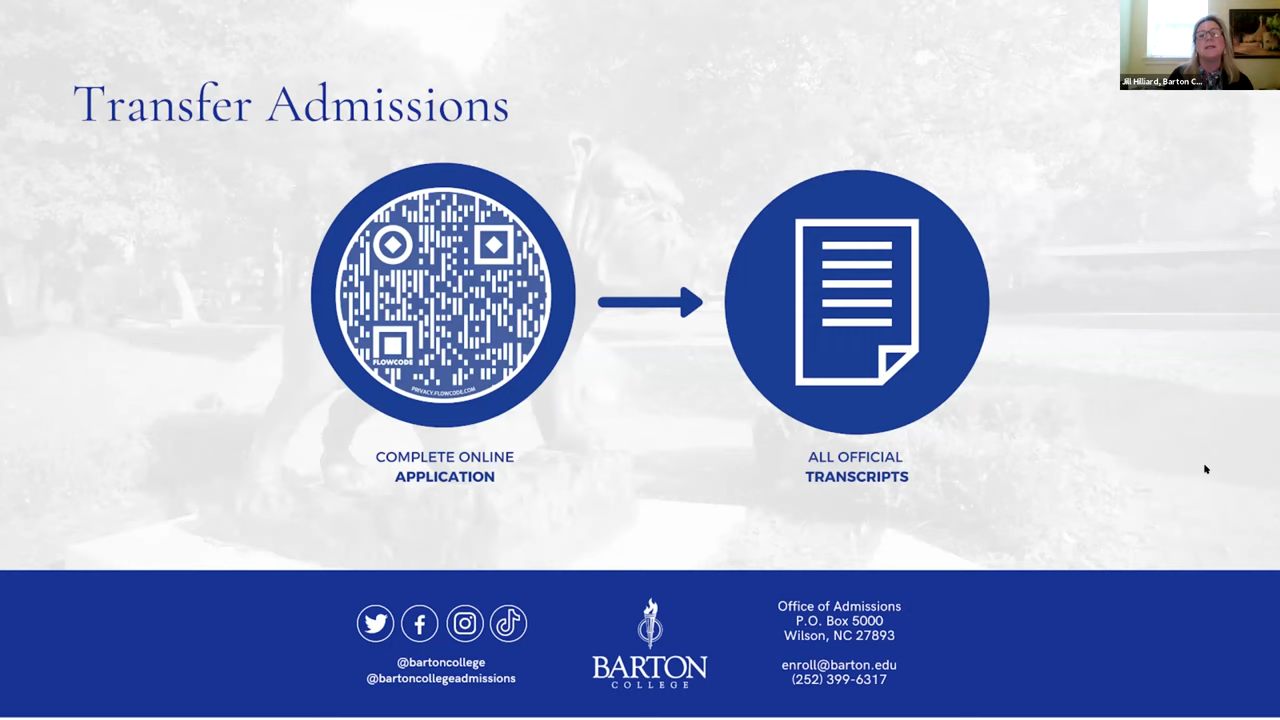 Jill Hilliard, Barton C...
Transfer Admissions
FLOWCODE
PRIVACY.FLOWCODE.COM
COMPLETE ONLINE
APPLICATION
ALL OFFICIAL
TRANSCRIPTS
@bartoncollege
@bartoncollegeadmissions
BARTON
COLLEGE
Office of Admissions
P.O. Box 5000
Wilson, NC 27893
enroll@barton.edu
(252) 399-6317